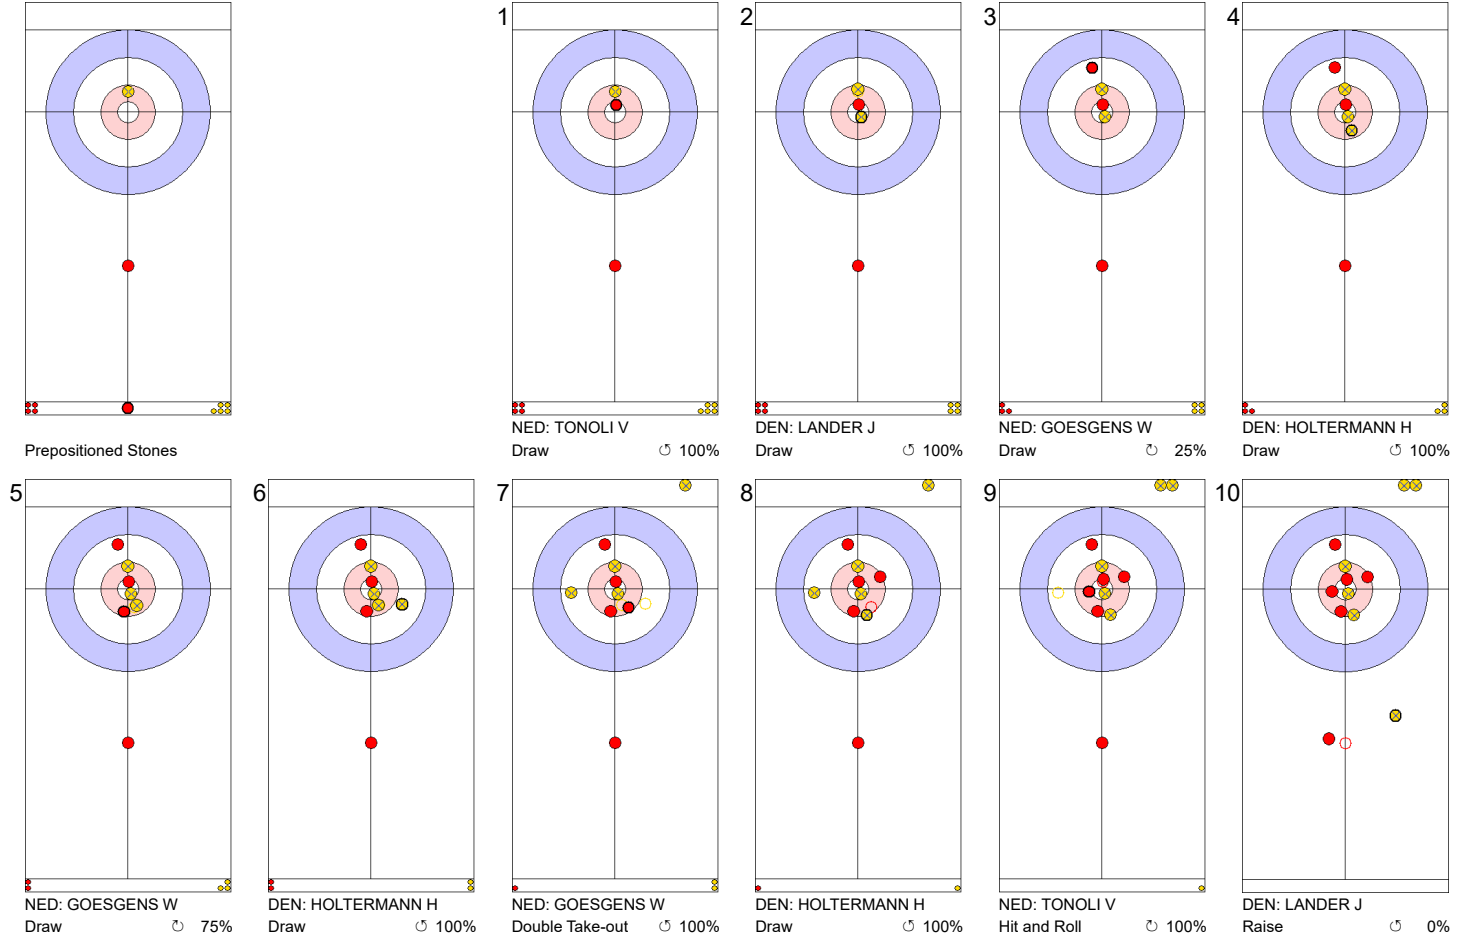 1 2 3 4
Prepositioned Stones
NED: TONOLI V
Draw ↺ 100%
DEN: LANDER J
Draw ↺ 100%
NED: GOESGENS W
Draw ↻ 25%
DEN: HOLTERMANN H
Draw ↺ 100%
5 6 7 8 9 10
NED: GOESGENS W
Draw ↻ 75%
DEN: HOLTERMANN H
Draw ↺ 100%
NED: GOESGENS W
Double Take-out ↺ 100%
DEN: HOLTERMANN H
Draw ↺ 100%
NED: TONOLI V
Hit and Roll ↻ 100%
DEN: LANDER J
Raise ↺ 0%